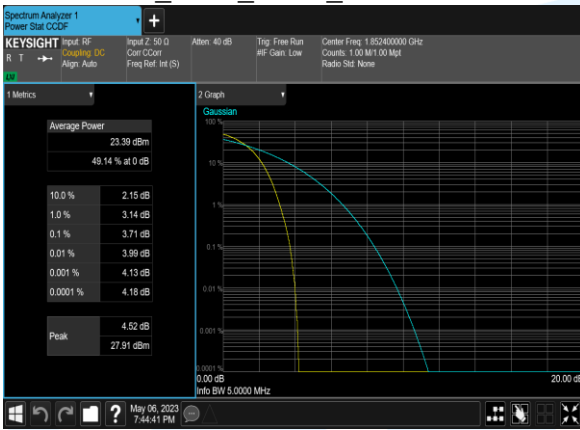 Spectrum Analyzer 1
Power Stat CCDF
+
KEYSIGHT
R T
LW
Input: RF
Coupling: DC
Align: Auto
Input Z: 50 Ω
Corr CCorr
Freq Ref: Int (S)
Atten: 40 dB
Trig: Free Run
#IF Gain: Low
Center Freq: 1.852400000 GHz
Counts: 1.00 M/1.00 Mpt
Radio Std: None
1 Metrics
Average Power
23.39 dBm
49.14 % at 0 dB
10.0 % 2.15 dB
1.0 % 3.14 dB
0.1 % 3.71 dB
0.01 % 3.99 dB
0.001 % 4.13 dB
0.0001 % 4.18 dB
Peak
4.52 dB
27.91 dBm
2 Graph
Gaussian
100 %
10 %
1 %
0.1 %
0.01 %
0.001 %
0.0001 %
0.00 dB
20.00 dB
Info BW 5.0000 MHz
?
May 06, 2023
7:44:41 PM